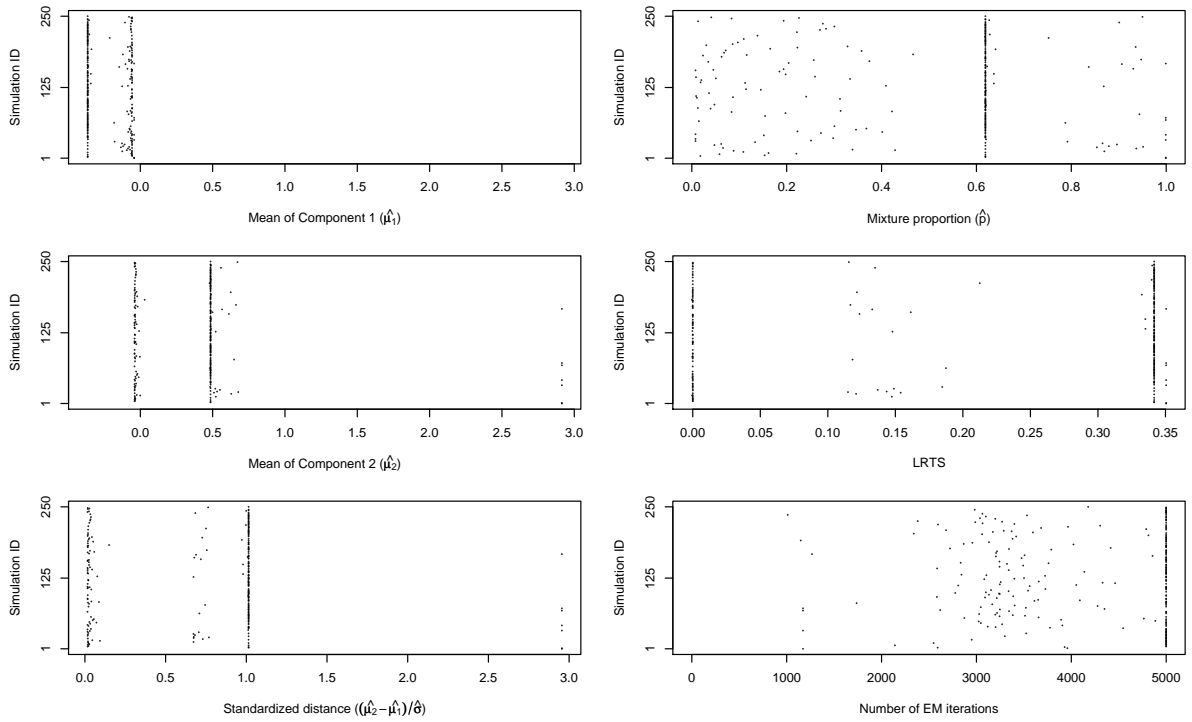 250
125
1
Simulation ID
0.0 0.5 1.0 1.5 2.0 2.5 3.0
Mean of Component 1 (μ̂₁)
250
125
1
Simulation ID
0.0 0.2 0.4 0.6 0.8 1.0
Mixture proportion (p̂)
250
125
1
Simulation ID
0.0 0.5 1.0 1.5 2.0 2.5 3.0
Mean of Component 2 (μ̂₂)
250
125
1
Simulation ID
0.00 0.05 0.10 0.15 0.20 0.25 0.30 0.35
LRTS
250
125
1
Simulation ID
0.0 0.5 1.0 1.5 2.0 2.5 3.0
Standardized distance ((μ̂₂−μ̂₁)/σ̂)
250
125
1
Simulation ID
0 1000 2000 3000 4000 5000
Number of EM iterations